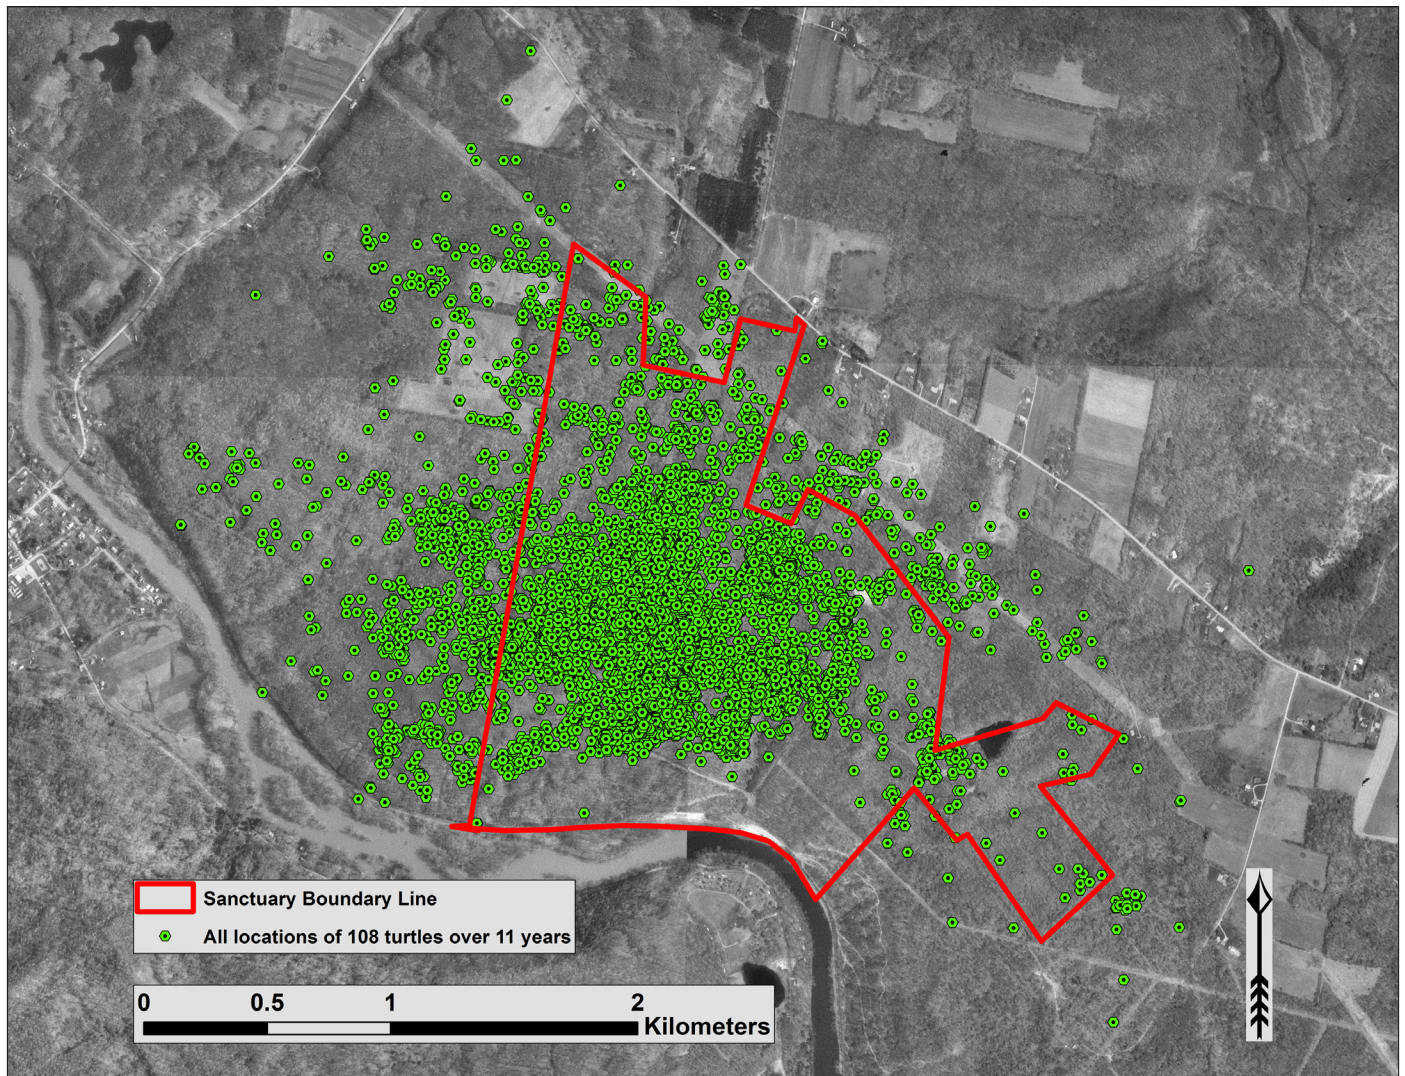 Sanctuary Boundary Line
All locations of 108 turtles over 11 years
0 0.5 1 2
Kilometers